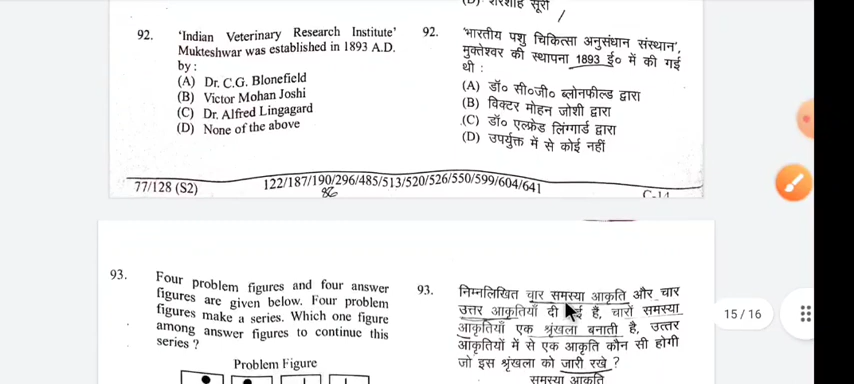 (D) शेरशाह सूरी
92. 'Indian Veterinary Research Institute'
Mukteshwar was established in 1893 A.D.
by :
(A) Dr. C.G. Blonefield
(B) Victor Mohan Joshi
(C) Dr. Alfred Lingagard
(D) None of the above
92. 'भारतीय पशु चिकित्सा अनुसंधान संस्थान',
मुक्तेश्वर की स्थापना 1893 ई० में की गई
थी :
(A) डॉ० सी०जी० ब्लोनफील्ड द्वारा
(B) विक्टर मोहन जोशी द्वारा
(C) डॉ० एल्फ्रेड लिंगार्ड द्वारा
(D) उपर्युक्त में से कोई नहीं
77/128 (S2)
122/187/190/296/485/513/520/526/550/599/604/641
86
C-14
93. Four problem figures and four answer
figures are given below. Four problem
figures make a series. Which one figure
among answer figures to continue this
series ?
Problem Figure
93. निम्नलिखित चार समस्या आकृति और चार
उत्तर आकृतियाँ दी गई हैं, चारों समस्या
आकृतियाँ एक श्रृंखला बनाती है, उत्तर
आकृतियों में से एक आकृति कौन सी होगी
जो इस श्रृंखला को जारी रखे ?
समस्या आकृति
15 / 16